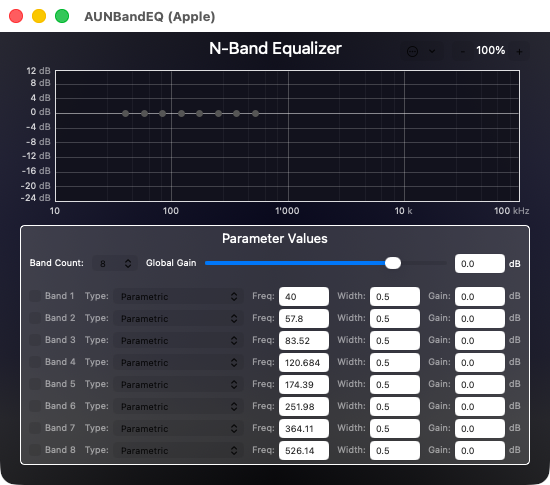 AUNBandEQ (Apple)
N-Band Equalizer
- 100% +
12 dB
8 dB
4 dB
0 dB
-4 dB
-8 dB
-12 dB
-16 dB
-20 dB
-24 dB
10 100 1'000 10 k 100 kHz
Parameter Values
Band Count: 8 Global Gain 0.0 dB
Band 1 Type: Parametric Freq: 40 Width: 0.5 Gain: 0.0 dB
Band 2 Type: Parametric Freq: 57.8 Width: 0.5 Gain: 0.0 dB
Band 3 Type: Parametric Freq: 83.52 Width: 0.5 Gain: 0.0 dB
Band 4 Type: Parametric Freq: 120.684 Width: 0.5 Gain: 0.0 dB
Band 5 Type: Parametric Freq: 174.39 Width: 0.5 Gain: 0.0 dB
Band 6 Type: Parametric Freq: 251.98 Width: 0.5 Gain: 0.0 dB
Band 7 Type: Parametric Freq: 364.11 Width: 0.5 Gain: 0.0 dB
Band 8 Type: Parametric Freq: 526.14 Width: 0.5 Gain: 0.0 dB